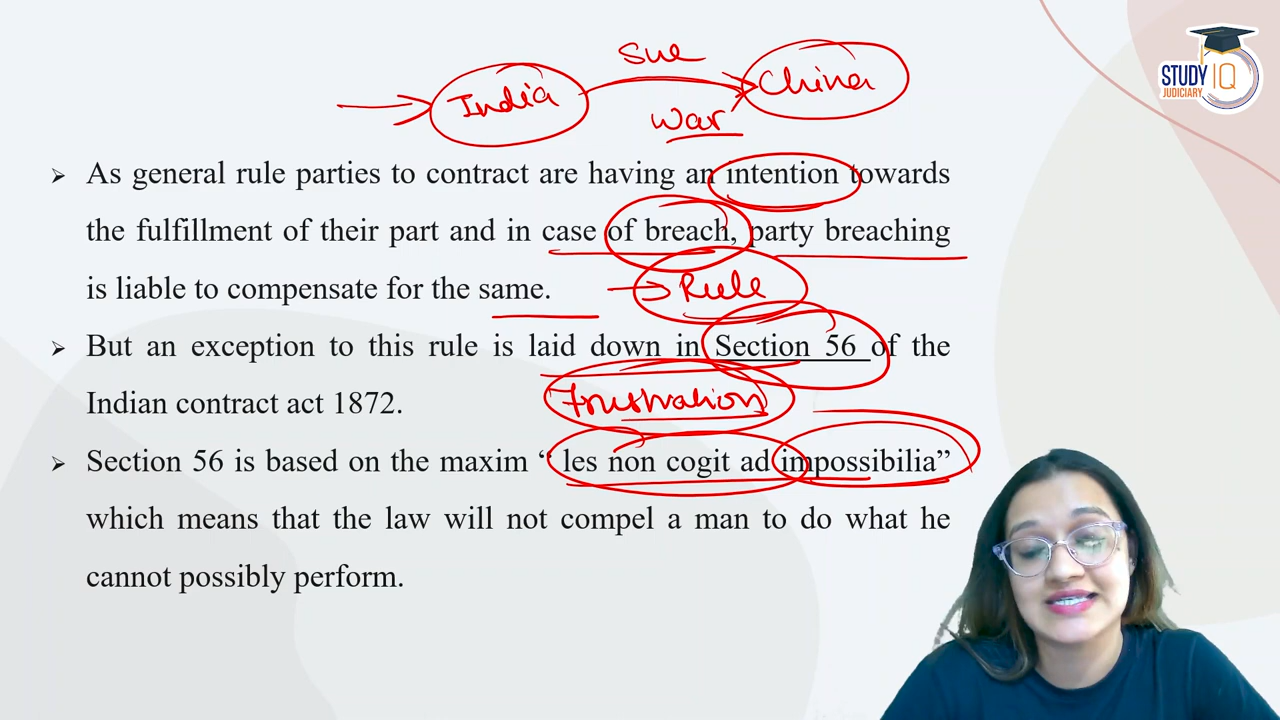 Sue
India
China
War
STUDY IQ
JUDICIARY
As general rule parties to contract are having an intention towards
the fulfillment of their part and in case of breach, party breaching
is liable to compensate for the same.
Rule
But an exception to this rule is laid down in Section 56 of the
Indian contract act 1872.
Frustration
Section 56 is based on the maxim “ les non cogit ad impossibilia”
which means that the law will not compel a man to do what he
cannot possibly perform.